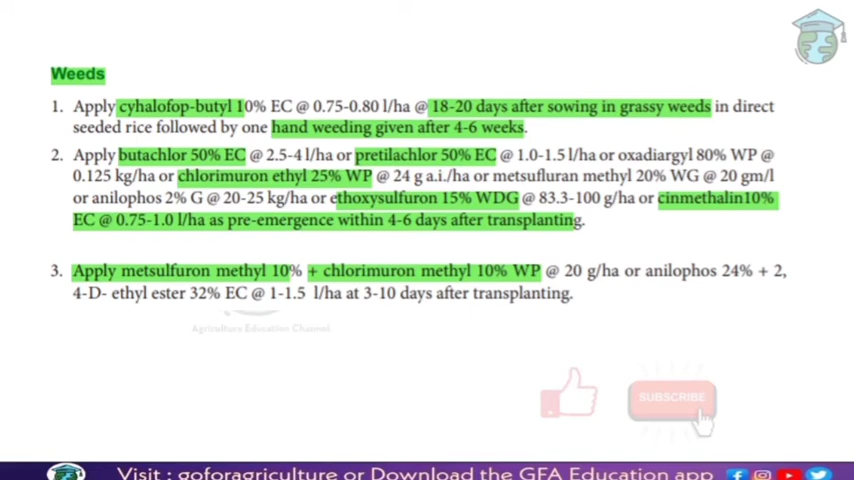 Weeds
1. Apply cyhalofop-butyl 10% EC @ 0.75-0.80 l/ha @ 18-20 days after sowing in grassy weeds in direct
seeded rice followed by one hand weeding given after 4-6 weeks.
2. Apply butachlor 50% EC @ 2.5-4 l/ha or pretilachlor 50% EC @ 1.0-1.5 l/ha or oxadiargyl 80% WP @
0.125 kg/ha or chlorimuron ethyl 25% WP @ 24 g a.i./ha or metsufluran methyl 20% WG @ 20 gm/l
or anilophos 2% G @ 20-25 kg/ha or ethoxysulfuron 15% WDG @ 83.3-100 g/ha or cinmethalin10%
EC @ 0.75-1.0 l/ha as pre-emergence within 4-6 days after transplanting.
3. Apply metsulfuron methyl 10% + chlorimuron methyl 10% WP @ 20 g/ha or anilophos 24% + 2,
4-D- ethyl ester 32% EC @ 1-1.5 l/ha at 3-10 days after transplanting.
Agriculture Education Channel
SUBSCRIBE
Visit : goforagriculture or Download the GFA Education app